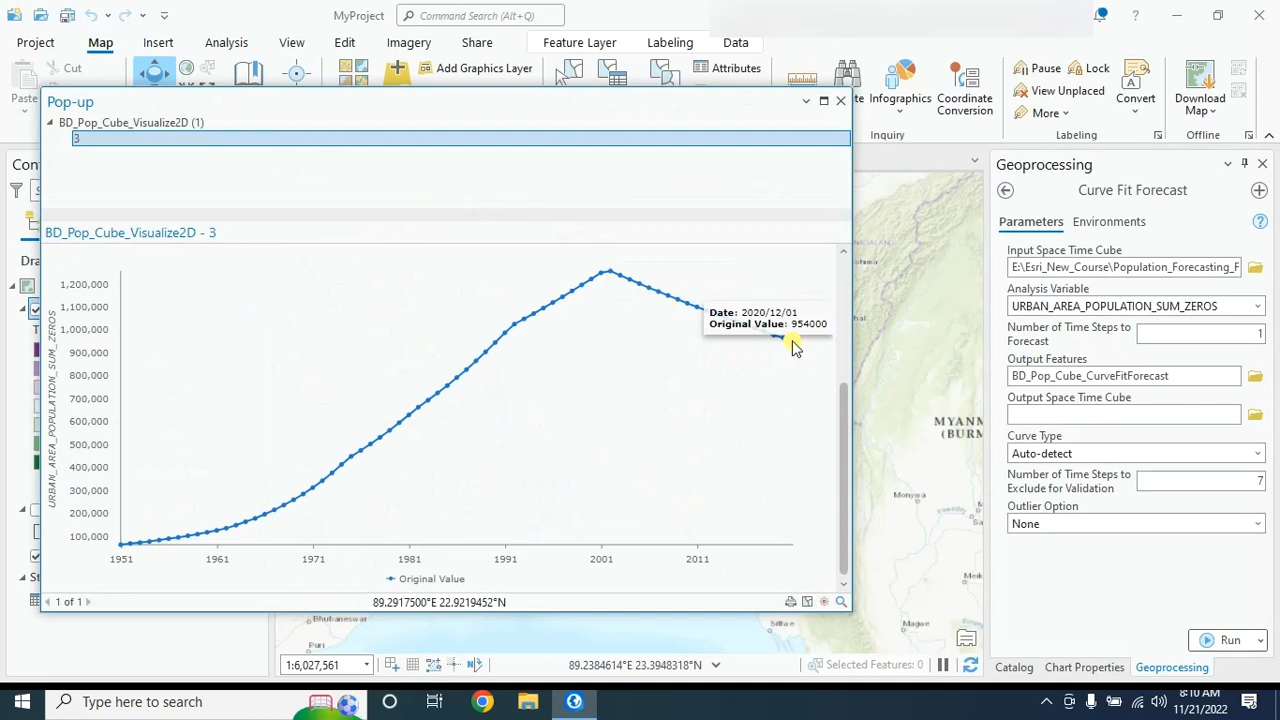 MyProject
Command Search (Alt+Q)
Project Map Insert Analysis View Edit Imagery Share Feature Layer Labeling Data
Cut
Paste
Add Graphics Layer
Attributes
Infographics
Coordinate
Conversion
Inquiry
Pause Lock
View Unplaced
More
Labeling
Convert
Download
Map
Offline
Pop-up
BD_Pop_Cube_Visualize2D (1)
3
BD_Pop_Cube_Visualize2D - 3
URBAN_AREA_POPULATION_SUM_ZEROS
1,200,000
1,100,000
1,000,000
900,000
800,000
700,000
600,000
500,000
400,000
300,000
200,000
100,000
1951 1961 1971 1981 1991 2001 2011
Original Value
Date: 2020/12/01
Original Value: 954000
1 of 1
89.2917500°E 22.9219452°N
Geoprocessing
Curve Fit Forecast
Parameters Environments
Input Space Time Cube
E:\Esri_New_Course\Population_Forecasting_F
Analysis Variable
URBAN_AREA_POPULATION_SUM_ZEROS
Number of Time Steps to
Forecast
1
Output Features
BD_Pop_Cube_CurveFitForecast
Output Space Time Cube
Curve Type
Auto-detect
Number of Time Steps to
Exclude for Validation
7
Outlier Option
None
Run
MYANM
(BURM
Monywa
Sittwe
Magwe
Bhubaneswar
Puri
1:6,027,561
89.2384614°E 23.3948318°N
Selected Features: 0
Catalog Chart Properties Geoprocessing
Type here to search
8:10 AM
11/21/2022